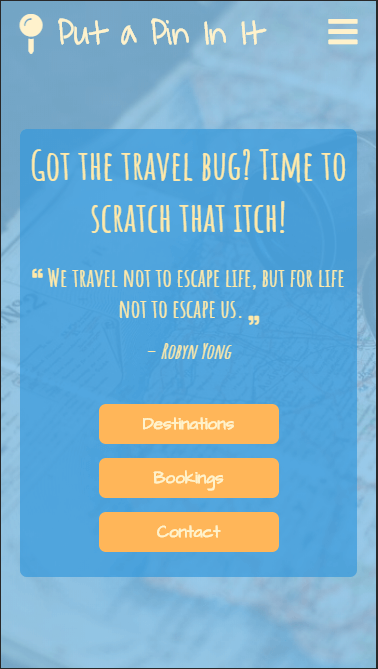 Put a Pin In It
Got the travel bug? Time to
scratch that itch!
❝ We travel not to escape life, but for life
not to escape us. ❞
– Robyn Yong
Destinations
Bookings
Contact
N°2